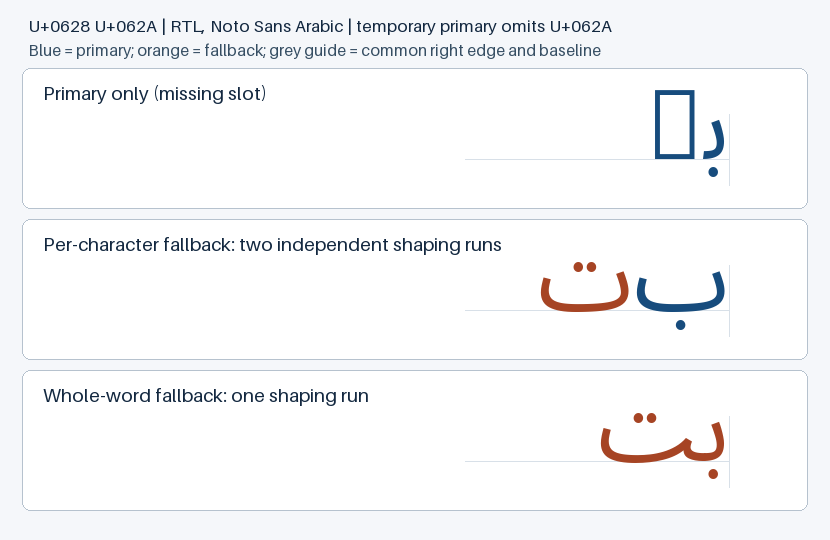 U+0628 U+062A | RTL, Noto Sans Arabic | temporary primary omits U+062A
Blue = primary; orange = fallback; grey guide = common right edge and baseline
Primary only (missing slot)
ب□
Per-character fallback: two independent shaping runs
ب‌ت
Whole-word fallback: one shaping run
بت